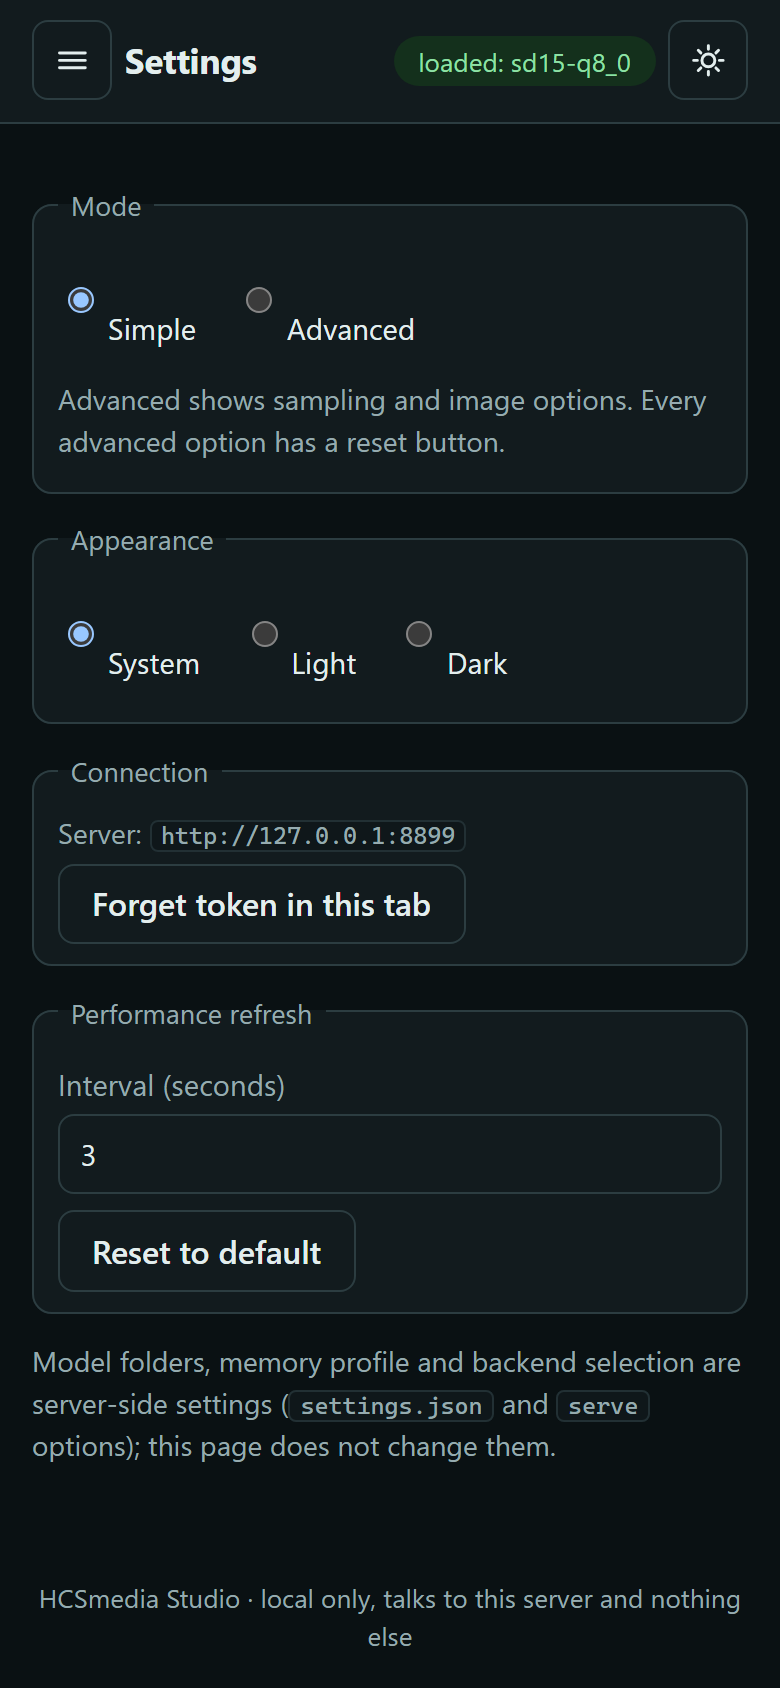 Settings
loaded: sd15-q8_0
Mode
Simple
Advanced
Advanced shows sampling and image options. Every
advanced option has a reset button.
Appearance
System
Light
Dark
Connection
Server: http://127.0.0.1:8899
Forget token in this tab
Performance refresh
Interval (seconds)
3
Reset to default
Model folders, memory profile and backend selection are
server-side settings (settings.json and serve
options); this page does not change them.
HCSmedia Studio · local only, talks to this server and nothing
else